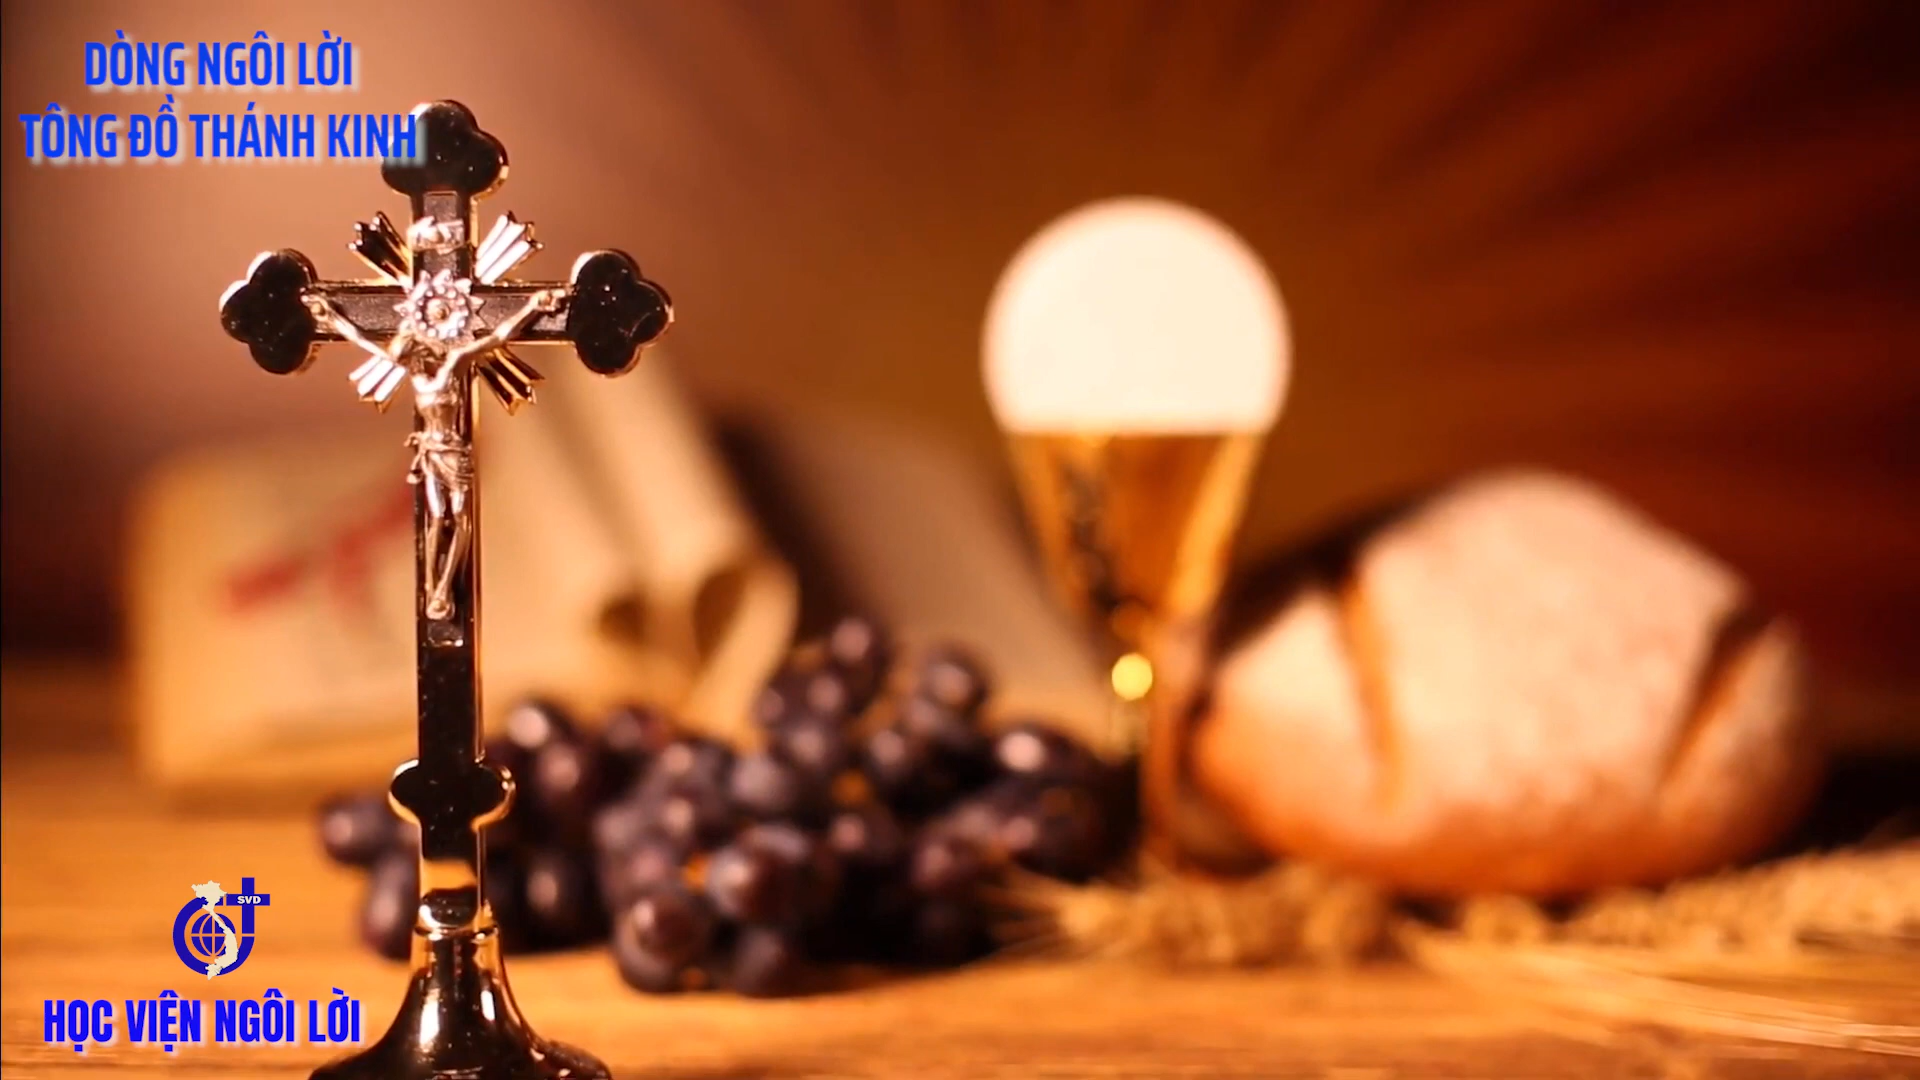 DÒNG NGÔI LỜI
TÔNG ĐỒ THÁNH KINH
SVD
HỌC VIỆN NGÔI LỜI